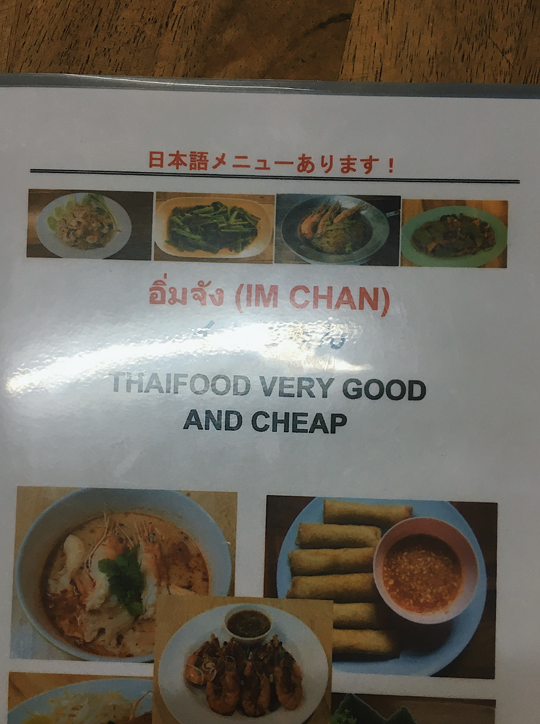 日本語メニューあります！
อิ่มจัง (IM CHAN)
THAIFOOD VERY GOOD
AND CHEAP